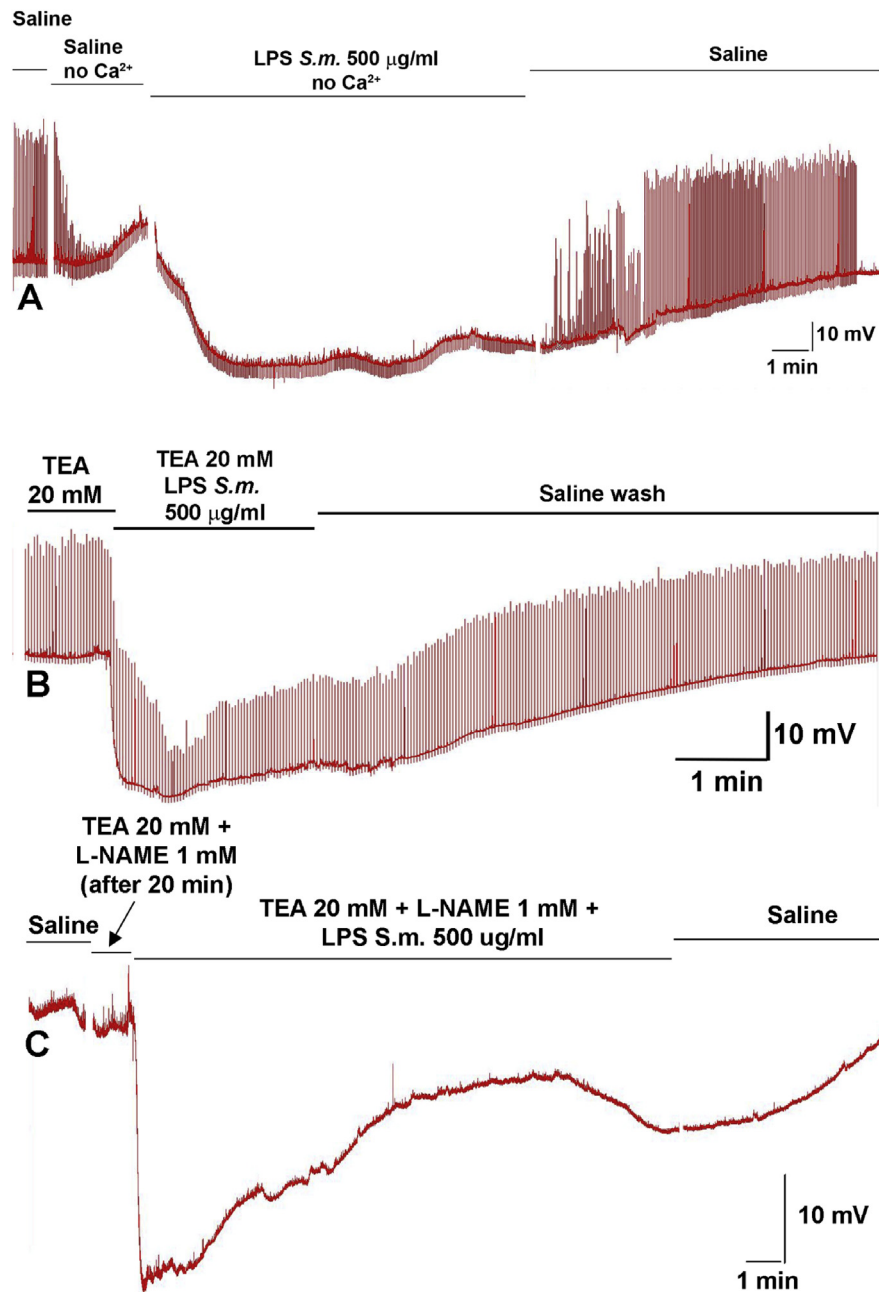 Saline
Saline
no Ca²⁺
LPS S.m. 500 µg/ml
no Ca²⁺
Saline
A
10 mV
1 min
TEA
20 mM
TEA 20 mM
LPS S.m.
500 µg/ml
Saline wash
B
10 mV
1 min
TEA 20 mM +
L-NAME 1 mM
(after 20 min)
Saline
TEA 20 mM + L-NAME 1 mM +
LPS S.m. 500 ug/ml
Saline
C
10 mV
1 min